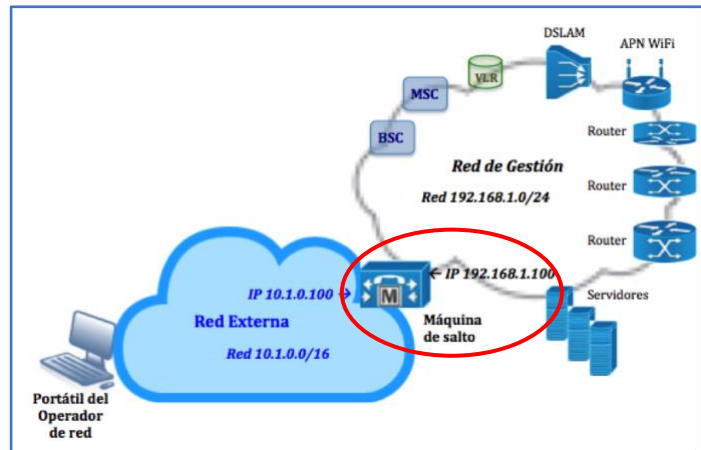 DSLAM
APN WiFi
VLR
MSC
BSC
Router
Red de Gestión
Red 192.168.1.0/24
Router
Router
← IP 192.168.1.100
IP 10.1.0.100 →
M
Servidores
Red Externa
Máquina
de salto
Red 10.1.0.0/16
Portátil del
Operador
de red